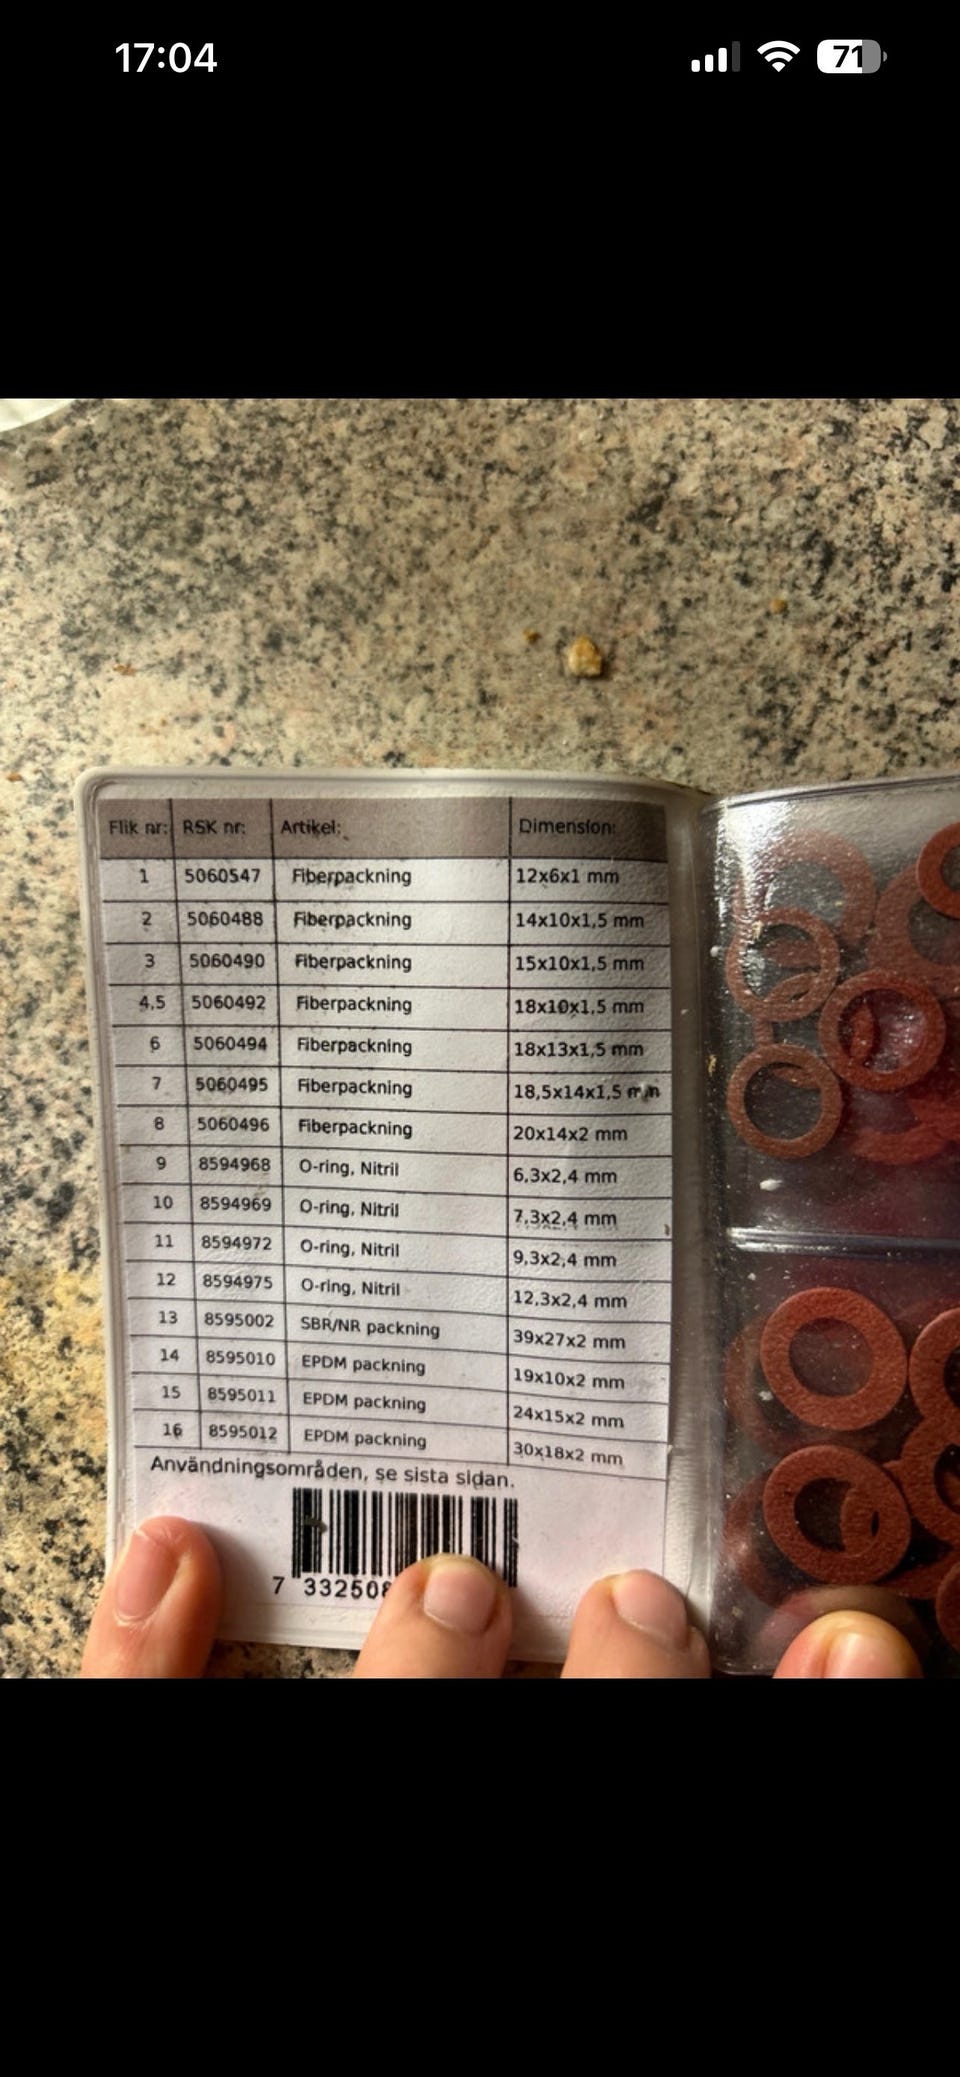 17:04
71
Flik nr: RSK nr: Artikel: Dimension:
1 5060547 Fiberpackning 12x6x1 mm
2 5060488 Fiberpackning 14x10x1,5 mm
3 5060490 Fiberpackning 15x10x1,5 mm
4,5 5060492 Fiberpackning 18x10x1,5 mm
6 5060494 Fiberpackning 18x13x1,5 mm
7 5060495 Fiberpackning 18,5x14x1,5 mm
8 5060496 Fiberpackning 20x14x2 mm
9 8594968 O-ring, Nitril 6,3x2,4 mm
10 8594969 O-ring, Nitril 7,3x2,4 mm
11 8594972 O-ring, Nitril 9,3x2,4 mm
12 8594975 O-ring, Nitril 12,3x2,4 mm
13 8595002 SBR/NR packning 39x27x2 mm
14 8595010 EPDM packning 19x10x2 mm
15 8595011 EPDM packning 24x15x2 mm
16 8595012 EPDM packning 30x18x2 mm
Användningsområden, se sista sidan.
7 33250